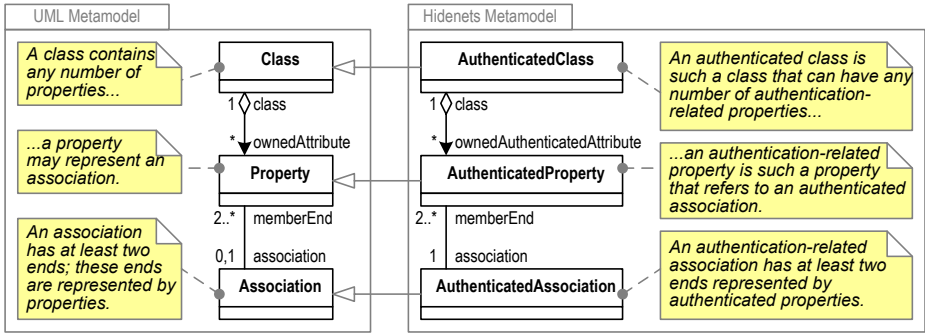 UML Metamodel
A class contains
any number of
properties...
...a property
may represent an
association.
An association
has at least two
ends; these ends
are represented by
properties.
Class
1 class
* ownedAttribute
Property
2..* memberEnd
0,1 association
Association
Hidenets Metamodel
AuthenticatedClass
1 class
* ownedAuthenticatedAttribute
AuthenticatedProperty
2..* memberEnd
1 association
AuthenticatedAssociation
An authenticated class is
such a class that can have any
number of authentication-
related properties...
...an authentication-related
property is such a property
that refers to an authenticated
association.
An authentication-related
association has at least two
ends represented by
authenticated properties.